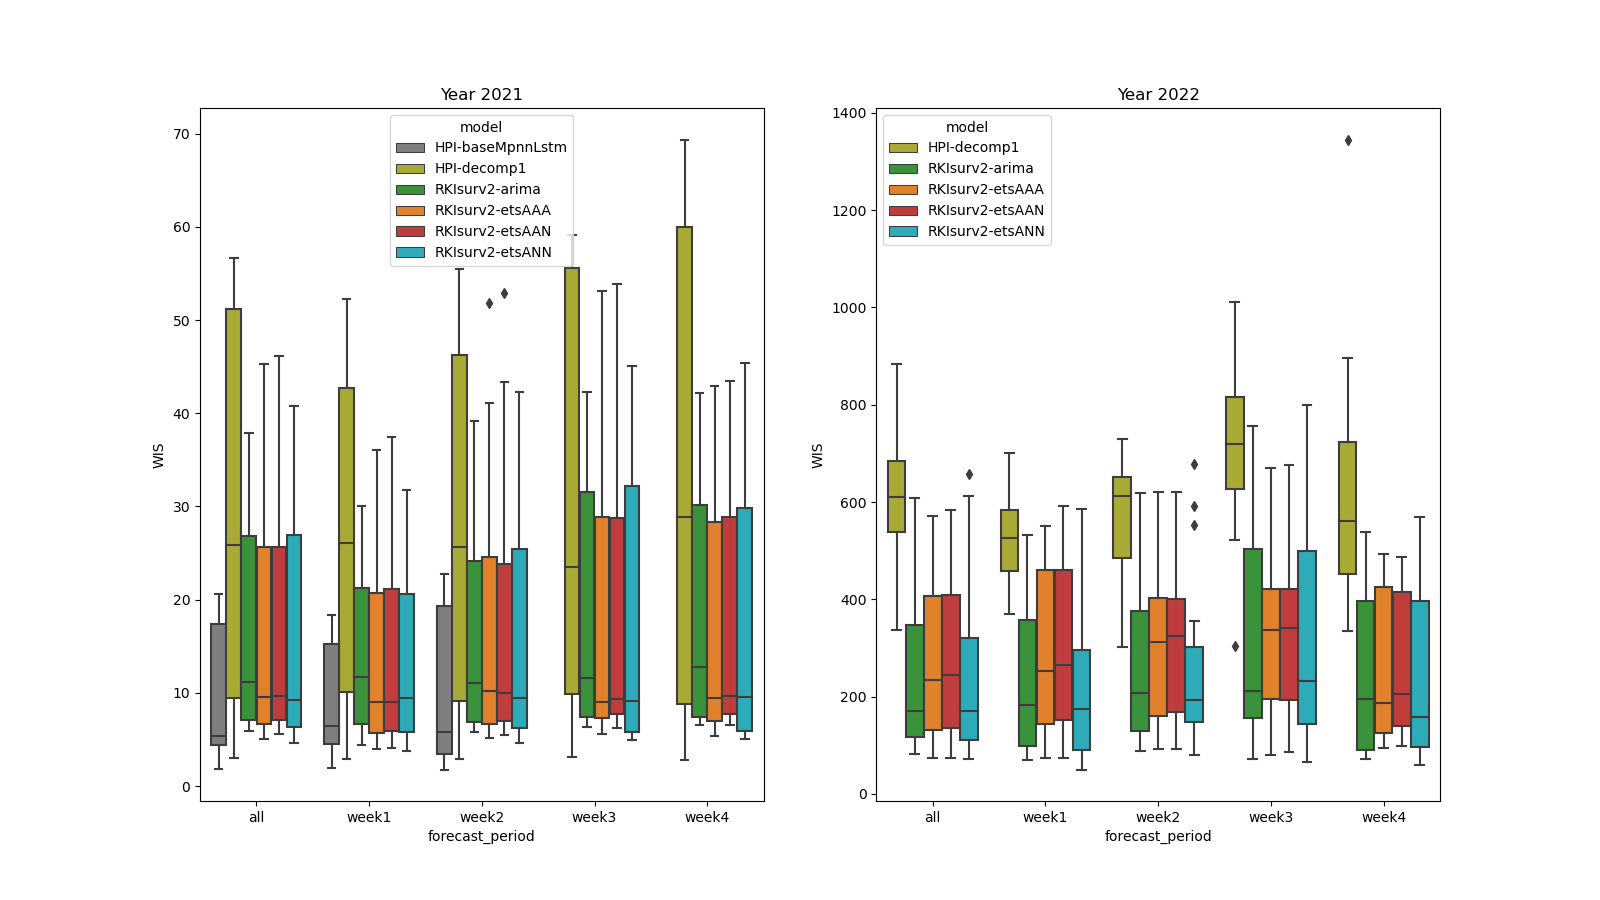 Year 2021
70
60
50
40
30
20
10
0
WIS
model
HPI-baseMpnnLstm
HPI-decomp1
RKIsurv2-arima
RKIsurv2-etsAAA
RKIsurv2-etsAAN
RKIsurv2-etsANN
all
week1
week2
week3
week4
forecast_period
Year 2022
1400
1200
1000
800
600
400
200
0
WIS
model
HPI-decomp1
RKIsurv2-arima
RKIsurv2-etsAAA
RKIsurv2-etsAAN
RKIsurv2-etsANN
all
week1
week2
week3
week4
forecast_period